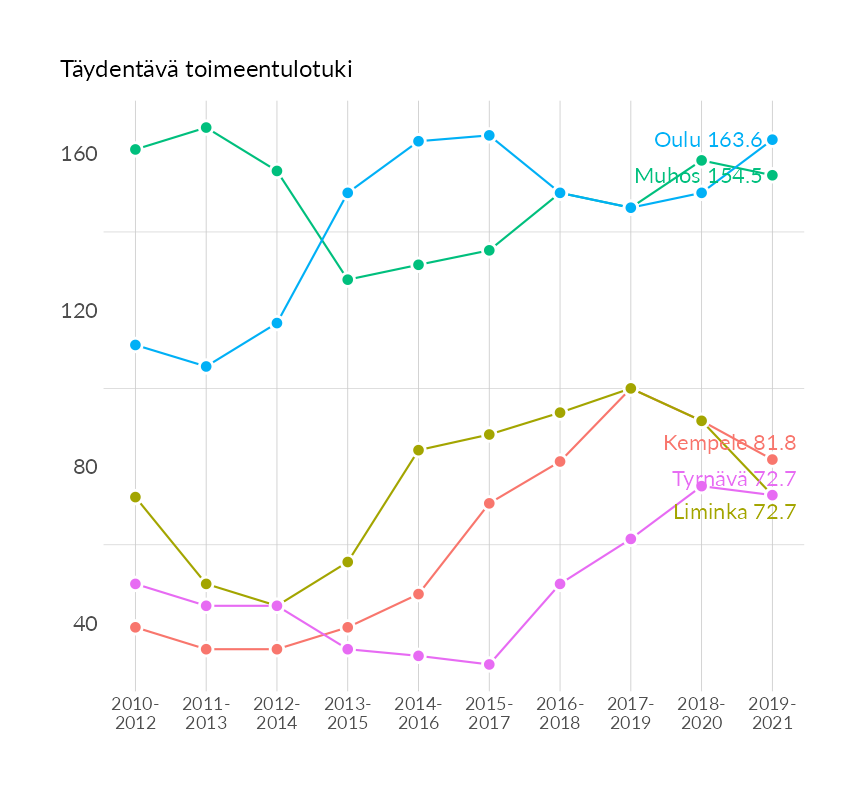 Täydentävä toimeentulotuki
160
120
80
40
Oulu 163.6
Muhos 154.5
Kempele 81.8
Tyrnävä 72.7
Liminka 72.7
2010- 2011- 2012- 2013- 2014- 2015- 2016- 2017- 2018- 2019-
2012 2013 2014 2015 2016 2017 2018 2019 2020 2021